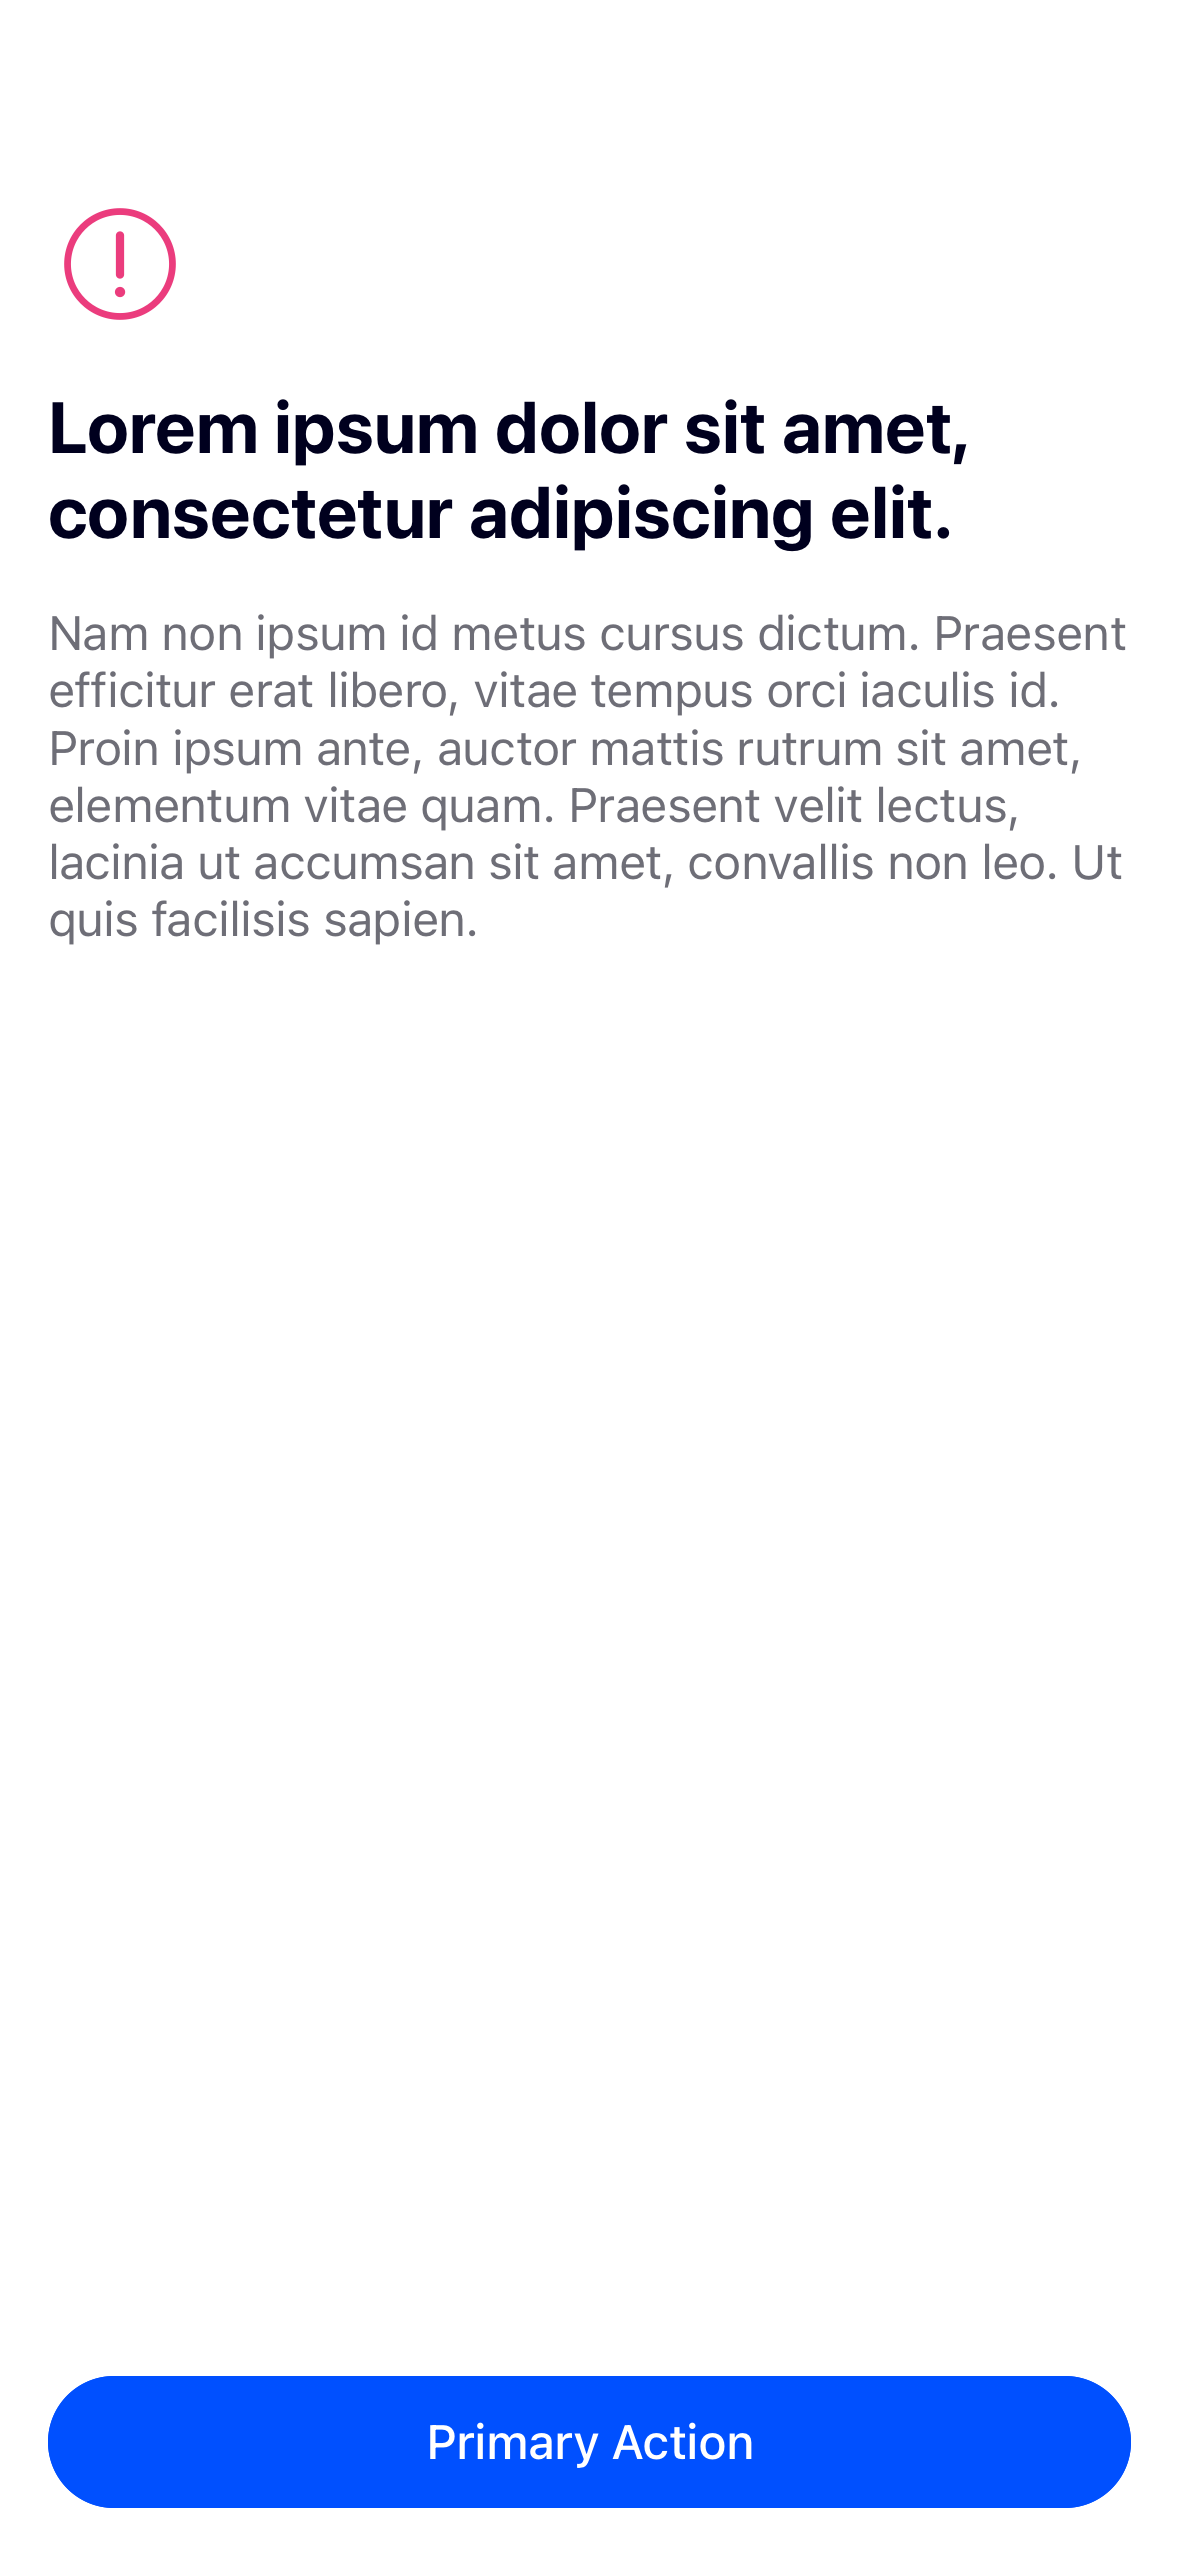 Lorem ipsum dolor sit amet,
consectetur adipiscing elit.
Nam non ipsum id metus cursus dictum. Praesent
efficitur erat libero, vitae tempus orci iaculis id.
Proin ipsum ante, auctor mattis rutrum sit amet,
elementum vitae quam. Praesent velit lectus,
lacinia ut accumsan sit amet, convallis non leo. Ut
quis facilisis sapien.
Primary Action